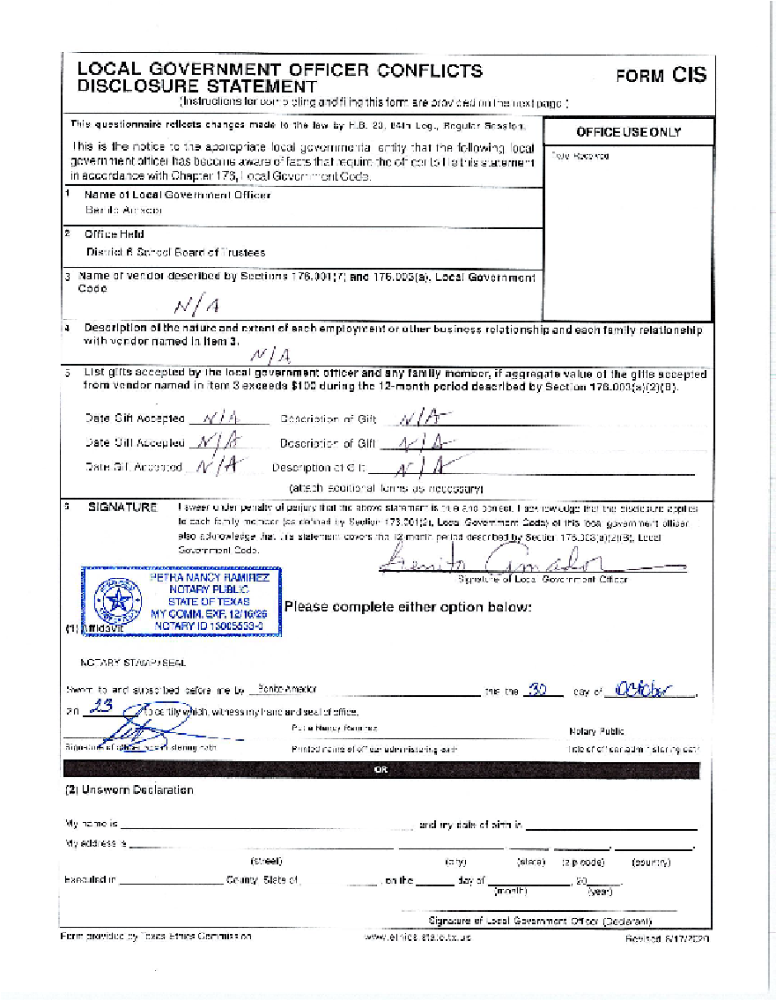 LOCAL GOVERNMENT OFFICER CONFLICTS
DISCLOSURE STATEMENT
FORM CIS
(Instructions for completing and filing this form are provided on the next page.)
This questionnaire reflects changes made to the law by H.B. 23, 84th Leg., Regular Session.
OFFICE USE ONLY
This is the notice to the appropriate local governmental entity that the following local
government officer has become aware of facts that require the officer to file this statement
in accordance with Chapter 176, Local Government Code.
Date Received
1 Name of Local Government Officer
Benito Amador
2 Office Held
District 6 School Board of Trustees
3 Name of vendor described by Sections 176.001(7) and 176.003(a), Local Government
Code
N/A
4 Description of the nature and extent of each employment or other business relationship and each family relationship
with vendor named in item 3.
N/A
5 List gifts accepted by the local government officer and any family member, if aggregate value of the gifts accepted
from vendor named in item 3 exceeds $100 during the 12-month period described by Section 176.003(a)(2)(B).
Date Gift Accepted N/A Description of Gift N/A
Date Gift Accepted N/A Description of Gift N/A
Date Gift Accepted N/A Description of Gift N/A
(attach additional forms as necessary)
6 SIGNATURE I swear under penalty of perjury that the above statement is true and correct. I acknowledge that the disclosure applies
to each family member (as defined by Section 176.001(2), Local Government Code) of this local government officer. I
also acknowledge that this statement covers the 12-month period described by Section 176.003(a)(2)(B), Local
Government Code.
Benito Amador
Signature of Local Government Officer
PETRA NANCY RAMIREZ
NOTARY PUBLIC
STATE OF TEXAS
MY COMM. EXP. 12/16/26
NOTARY ID 13005553-0
Please complete either option below:
(1) Affidavit
NOTARY STAMP/SEAL
Sworn to and subscribed before me by Benito Amador this the 30 day of October,
20 23, to certify which, witness my hand and seal of office.
Petra Nancy Ramirez
Notary Public
Signature of officer administering oath Printed name of officer administering oath Title of officer administering oath
OR
(2) Unsworn Declaration
My name is , and my date of birth is
My address is , , , , .
(street) (city) (state) (zip code) (country)
Executed in County, State of , on the day of , 20 .
(month) (year)
Signature of Local Government Officer (Declarant)
Form provided by Texas Ethics Commission www.ethics.state.tx.us Revised 8/17/2020